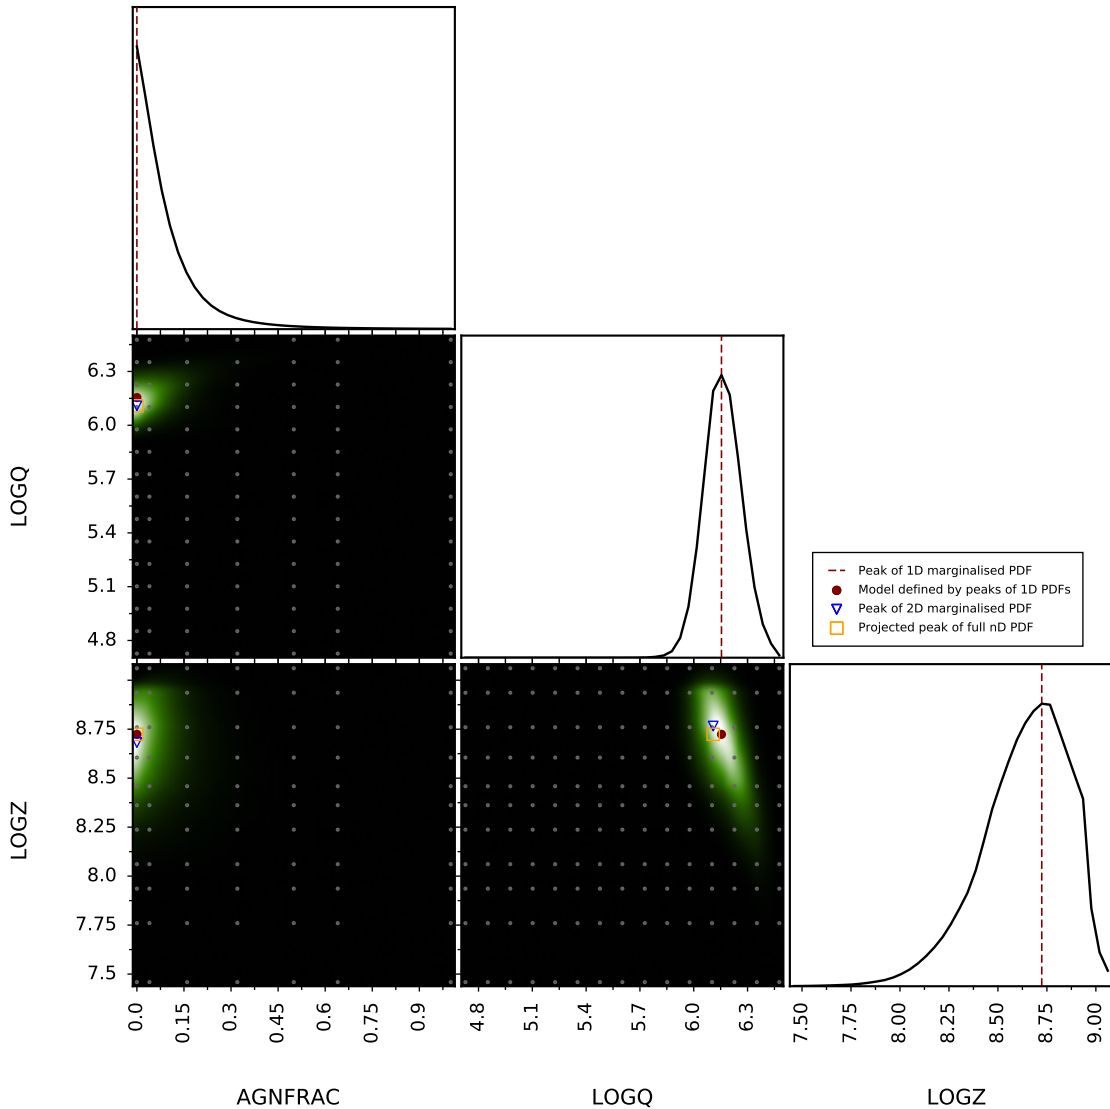 LOGQ
6.3
6.0
5.7
5.4
5.1
4.8
Peak of 1D marginalised PDF
Model defined by peaks of 1D PDFs
Peak of 2D marginalised PDF
Projected peak of full nD PDF
LOGZ
8.75
8.5
8.25
8.0
7.75
7.5
0.0 0.15 0.3 0.45 0.6 0.75 0.9
4.8 5.1 5.4 5.7 6.0 6.3
7.50 7.75 8.00 8.25 8.50 8.75 9.00
AGNFRAC
LOGQ
LOGZ